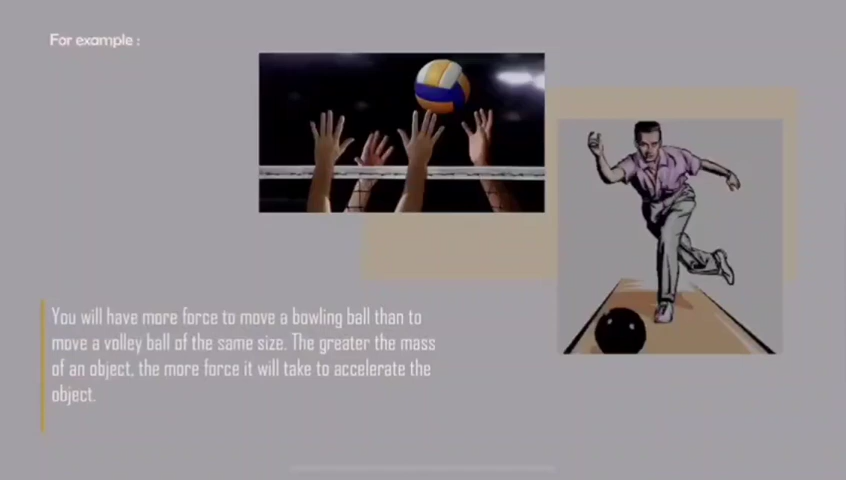 For example :
You will have more force to move a bowling ball than to
move a volley ball of the same size. The greater the mass
of an object, the more force it will take to accelerate the
object.